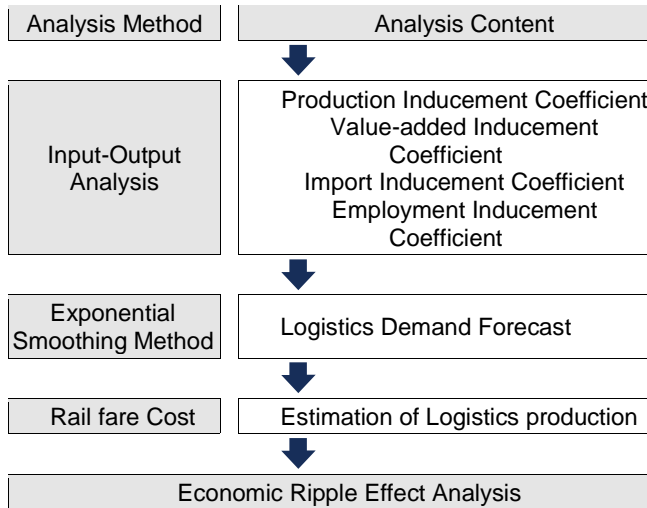 Analysis Method
Analysis Content
Input-Output
Analysis
Production Inducement Coefficient
Value-added Inducement
Coefficient
Import Inducement Coefficient
Employment Inducement
Coefficient
Exponential
Smoothing Method
Logistics Demand Forecast
Rail fare Cost
Estimation of Logistics production
Economic Ripple Effect Analysis